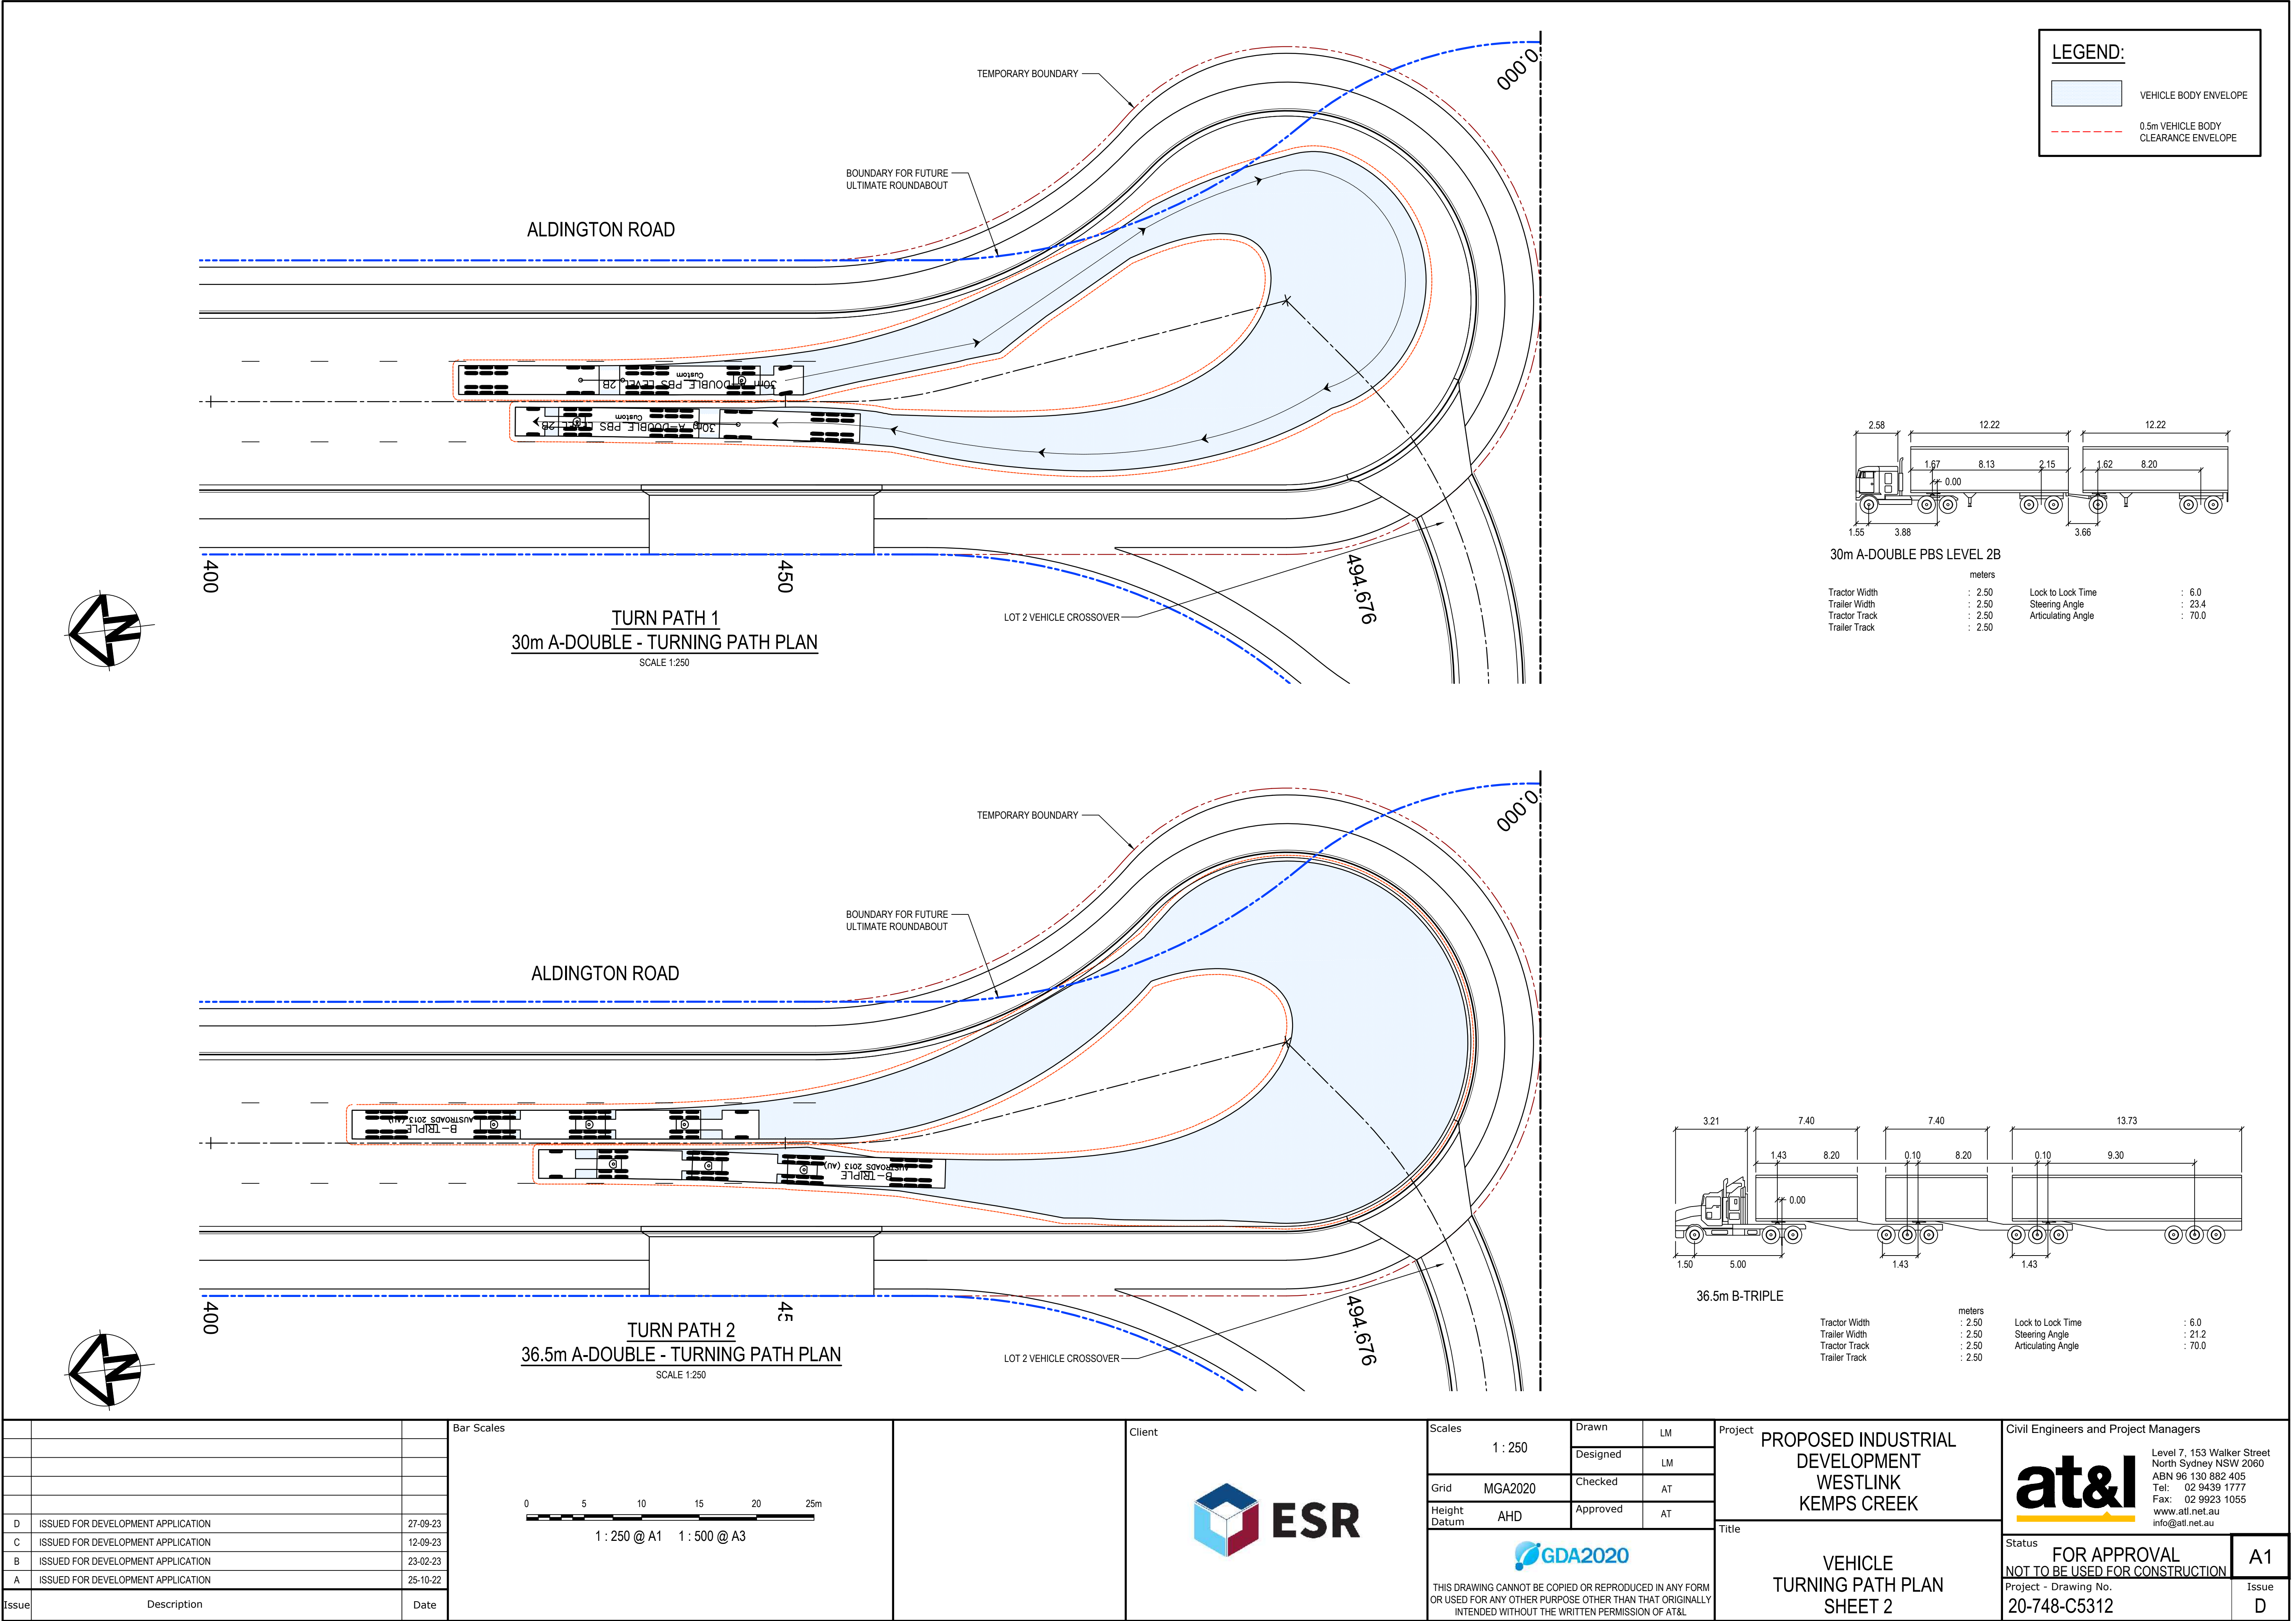 LEGEND:
VEHICLE BODY ENVELOPE
0.5m VEHICLE BODY
CLEARANCE ENVELOPE
TEMPORARY BOUNDARY
0.000
BOUNDARY FOR FUTURE
ULTIMATE ROUNDABOUT
ALDINGTON ROAD
30m A-DOUBLE PBS LEVEL 2B
Custom
30m A-DOUBLE PBS LEVEL 2B
Custom
400
450
494.676
LOT 2 VEHICLE CROSSOVER
N
TURN PATH 1
30m A-DOUBLE - TURNING PATH PLAN
SCALE 1:250
2.58 12.22 12.22
1.67 8.13 2.15 1.62 8.20
0.00
1.55 3.88 3.66
30m A-DOUBLE PBS LEVEL 2B
meters
Tractor Width : 2.50 Lock to Lock Time : 6.0
Trailer Width : 2.50 Steering Angle : 23.4
Tractor Track : 2.50 Articulating Angle : 70.0
Trailer Track : 2.50
TEMPORARY BOUNDARY
0.000
BOUNDARY FOR FUTURE
ULTIMATE ROUNDABOUT
ALDINGTON ROAD
B-TRIPLE
AUSTROADS 2013 (AU)
B-TRIPLE
AUSTROADS 2013 (AU)
400
45
494.676
LOT 2 VEHICLE CROSSOVER
N
TURN PATH 2
36.5m A-DOUBLE - TURNING PATH PLAN
SCALE 1:250
3.21 7.40 7.40 13.73
1.43 8.20 0.10 8.20 0.10 9.30
0.00
1.50 5.00 1.43 1.43
36.5m B-TRIPLE
meters
Tractor Width : 2.50 Lock to Lock Time : 6.0
Trailer Width : 2.50 Steering Angle : 21.2
Tractor Track : 2.50 Articulating Angle : 70.0
Trailer Track : 2.50
D ISSUED FOR DEVELOPMENT APPLICATION 27-09-23
C ISSUED FOR DEVELOPMENT APPLICATION 12-09-23
B ISSUED FOR DEVELOPMENT APPLICATION 23-02-23
A ISSUED FOR DEVELOPMENT APPLICATION 25-10-22
Issue Description Date
Bar Scales
0 5 10 15 20 25m
1 : 250 @ A1 1 : 500 @ A3
Client
ESR
Scales
1 : 250
Grid MGA2020
Height
Datum AHD
Drawn LM
Designed LM
Checked AT
Approved AT
GDA2020
THIS DRAWING CANNOT BE COPIED OR REPRODUCED IN ANY FORM
OR USED FOR ANY OTHER PURPOSE OTHER THAN THAT ORIGINALLY
INTENDED WITHOUT THE WRITTEN PERMISSION OF AT&L
Project
PROPOSED INDUSTRIAL
DEVELOPMENT
WESTLINK
KEMPS CREEK
Title
VEHICLE
TURNING PATH PLAN
SHEET 2
Civil Engineers and Project Managers
at&l
Level 7, 153 Walker Street
North Sydney NSW 2060
ABN 96 130 882 405
Tel: 02 9439 1777
Fax: 02 9923 1055
www.atl.net.au
info@atl.net.au
Status
FOR APPROVAL
NOT TO BE USED FOR CONSTRUCTION
A1
Project - Drawing No.
20-748-C5312
Issue
D